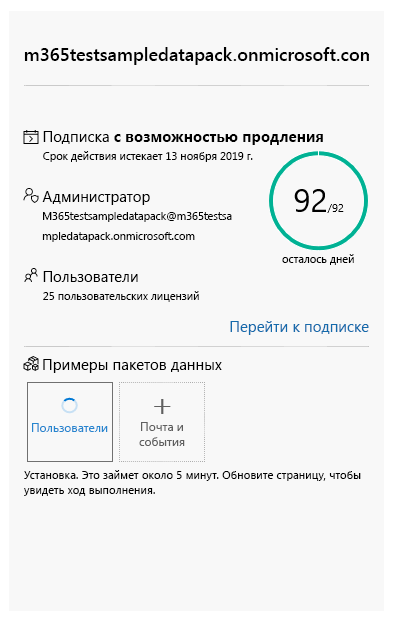 m365testsampledatapack.onmicrosoft.con
Подписка с возможностью продления
Срок действия истекает 13 ноября 2019 г.
92/92
осталось дней
Администратор
M365testsampledatapack@m365testsa
mpledatapack.onmicrosoft.com
Пользователи
25 пользовательских лицензий
Перейти к подписке
Примеры пакетов данных
Пользователи
Почта и
события
Установка. Это займет около 5 минут. Обновите страницу, чтобы
увидеть ход выполнения.